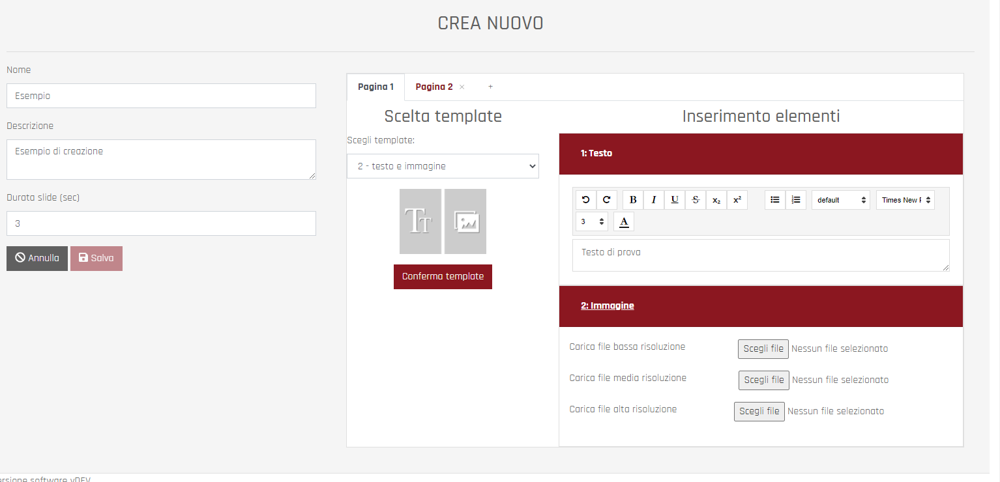 CREA NUOVO
Nome
Esempio
Descrizione
Esempio di creazione
Durata slide (sec)
3
Annulla Salva
Pagina 1 Pagina 2 × +
Scelta template
Scegli template:
2 - testo e immagine
TT
Conferma template
Inserimento elementi
1: Testo
B I U S x₂ x² default Times New
3 A
Testo di prova
2: Immagine
Carica file bassa risoluzione Scegli file Nessun file selezionato
Carica file media risoluzione Scegli file Nessun file selezionato
Carica file alta risoluzione Scegli file Nessun file selezionato
ersione software vDEV